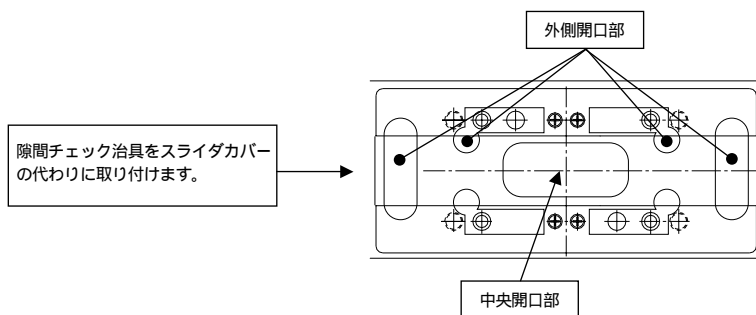 外側開口部
隙間チェック治具をスライダカバー
の代わりに取り付けます。
中央開口部